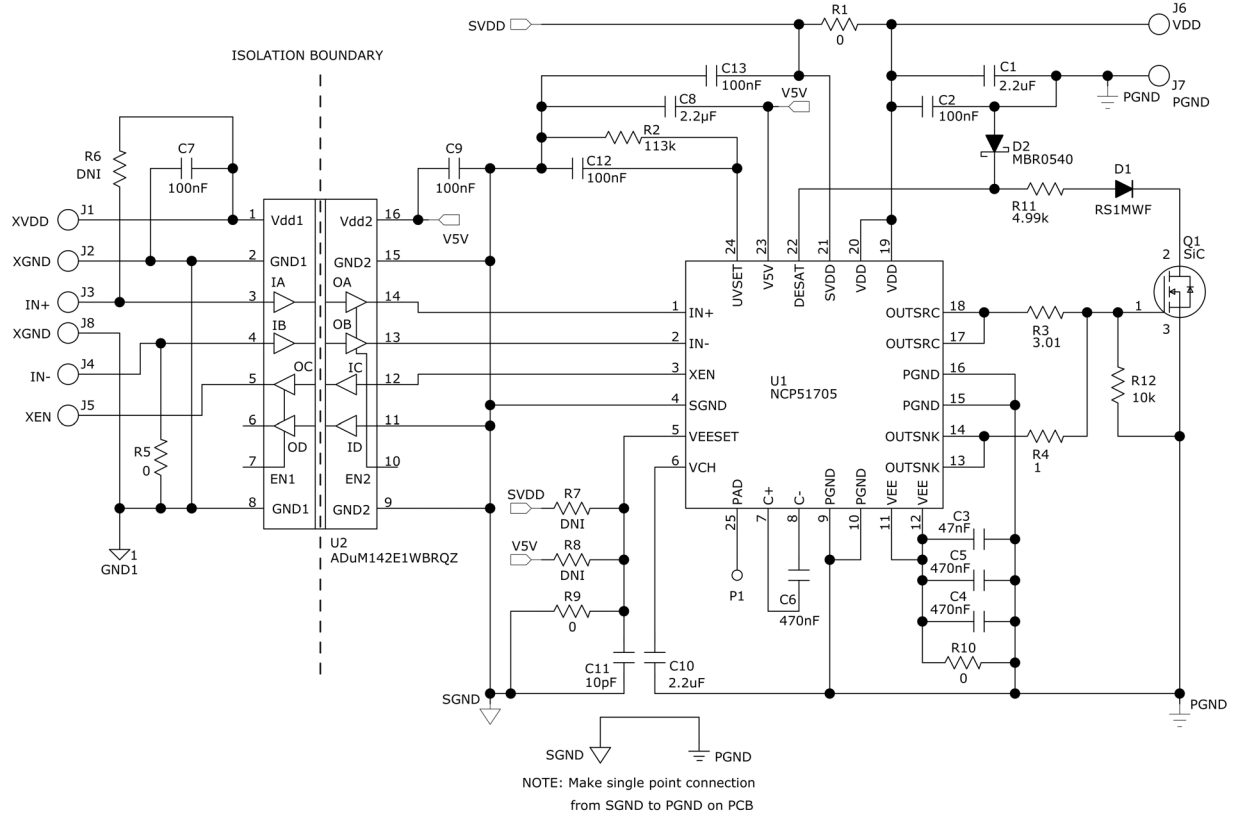 SVDD
R1
0
J6
VDD
ISOLATION BOUNDARY
C13
100nF
C1
2.2uF
J7
PGND
PGND
V5V
C8
2.2µF
C2
100nF
R2
113k
D2
MBR0540
R6
DNI
C7
100nF
C9
100nF
C12
100nF
D1
RS1MWF
R11
4.99k
XVDD
J1
1
Vdd1
Vdd2
16
V5V
24
23
22
21
20
19
Q1
SiC
2
XGND
J2
2
GND1
GND2
15
UVSET
V5V
DESAT
SVDD
VDD
VDD
IN+
J3
3
IA
OA
14
1
IN+
OUTSRC
18
R3
3.01
1
3
XGND
J8
IN-
J4
4
IB
OB
13
2
IN-
OUTSRC
17
XEN
J5
5
OC
IC
12
3
XEN
U1
NCP51705
PGND
16
R12
10k
4
SGND
PGND
15
6
OD
ID
11
5
VEESET
OUTSNK
14
R4
1
R5
0
7
EN1
EN2
10
6
VCH
OUTSNK
13
8
GND1
GND2
9
PAD
C+
C-
PGND
PGND
VEE
VEE
25
7
8
9
10
11
12
SVDD
R7
DNI
C3
47nF
U2
ADuM142E1WBRQZ
1
GND1
V5V
R8
DNI
C5
470nF
P1
C6
470nF
R9
0
C4
470nF
R10
0
C11
10pF
C10
2.2uF
SGND
PGND
SGND
PGND
NOTE: Make single point connection
from SGND to PGND on PCB